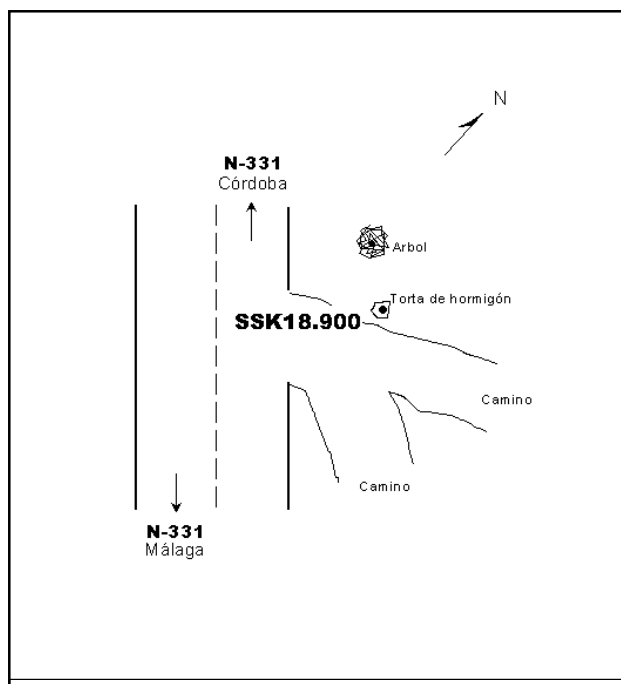 N
N-331
Córdoba
Arbol
Torta de hormigón
SSK18.900
Camino
Camino
N-331
Málaga